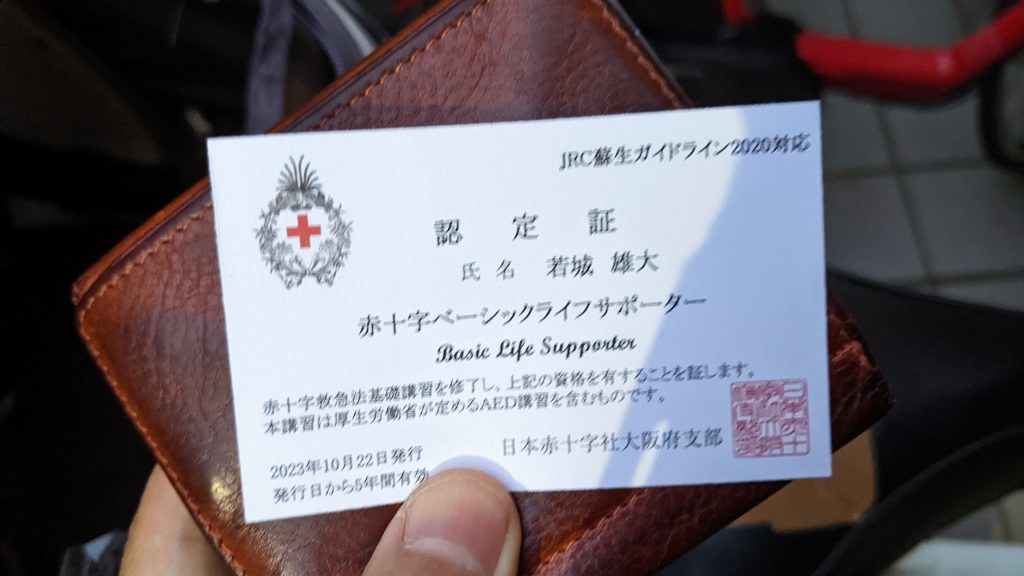 JRC蘇生ガイドライン2020対応
認定証
氏名 若城 雄大
赤十字ベーシックライフサポーター
Basic Life Supporter
赤十字救急法基礎講習を修了し、上記の資格を有することを証します。
本講習は厚生労働省が定めるAED講習を含むものです。
2023年10月22日発行
日本赤十字社大阪府支部
発行日から5年間有効